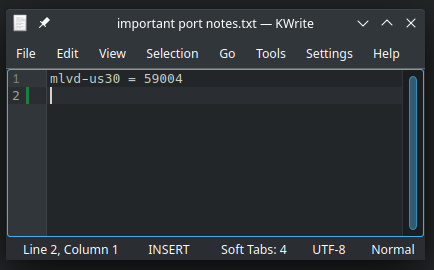 important port notes.txt — KWrite
File Edit View Selection Go Tools Settings Help
1 mlvd-us30 = 59004
2
Line 2, Column 1 INSERT Soft Tabs: 4 UTF-8 Normal